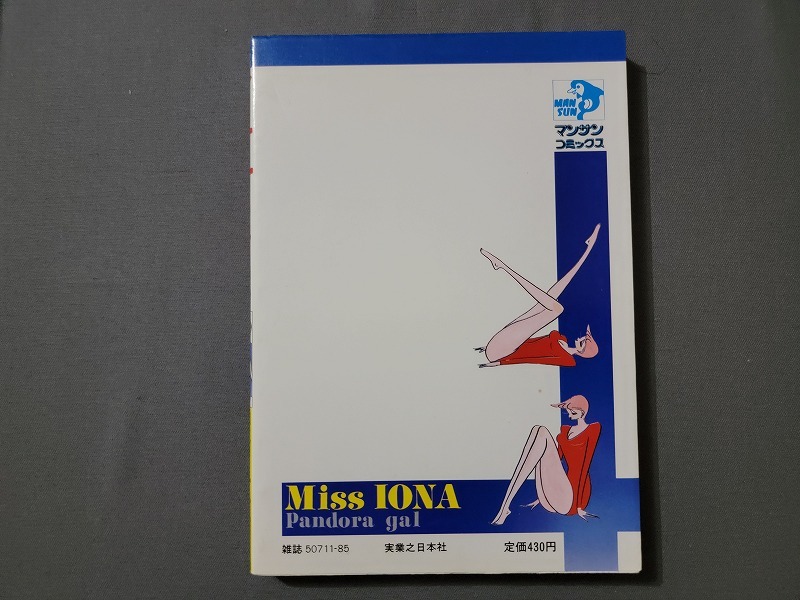 MAN
SUN
マンサン
コミックス
Miss IONA
Pandora gal
雑誌 50711-85 実業之日本社 定価430円